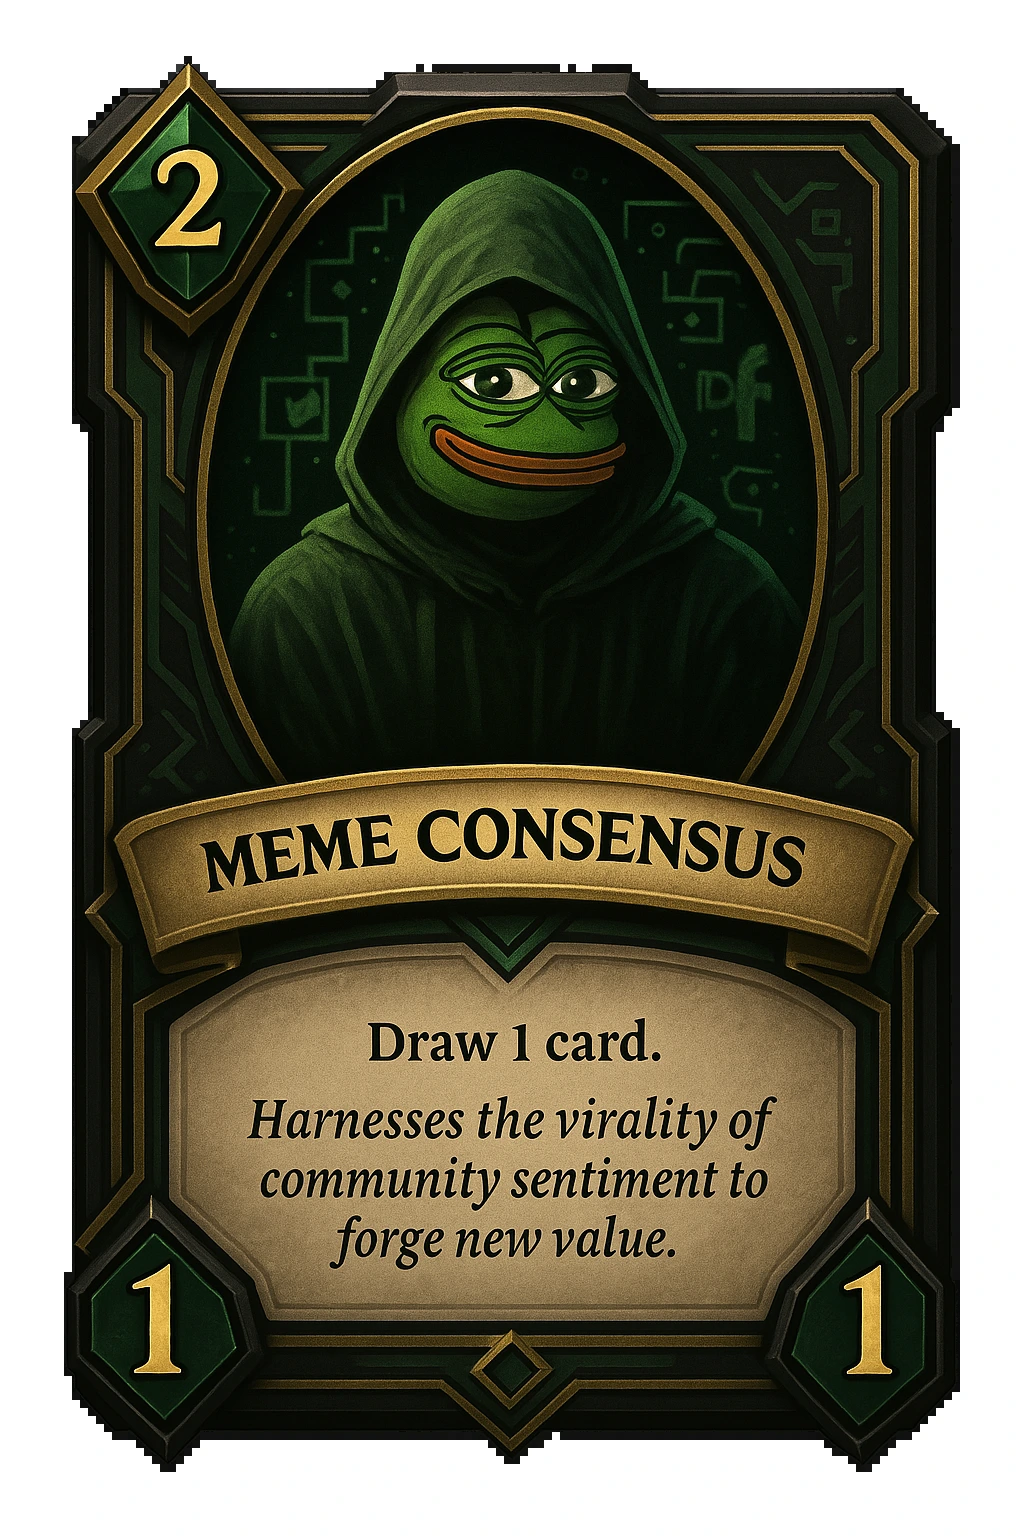 2
MEME CONSENSUS
Draw 1 card.
Harnesses the virality of
community sentiment to
forge new value.
1
1